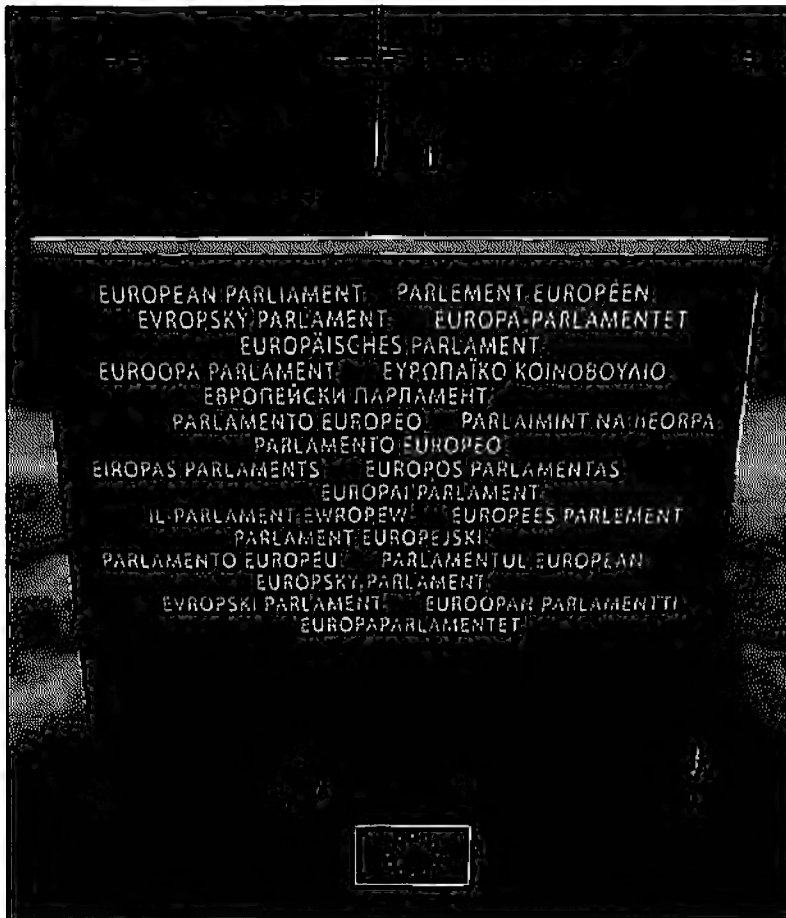 EUROPEAN PARLIAMENT PARLEMENT EUROPÉEN
EVROPSKÝ PARLAMENT EUROPA-PARLAMENTET
EUROPÄISCHES PARLAMENT
EUROOPA PARLAMENT ΕΥΡΩΠΑΪΚΟ ΚΟΙΝΟΒΟΥΛΙΟ
ЕВРОПЕЙСКИ ПАРЛАМЕНТ
PARLAMENTO EUROPEO PARLAIMINT NA hEORPA
PARLAMENTO EUROPEO
EIROPAS PARLAMENTS EUROPOS PARLAMENTAS
EURÓPAI PARLAMENT
IL-PARLAMENT EWROPEW EUROPEES PARLEMENT
PARLAMENT EUROPEJSKI
PARLAMENTO EUROPEU PARLAMENTUL EUROPEAN
EURÓPSKY PARLAMENT
EVROPSKI PARLAMENT EUROOPAN PARLAMENTTI
EUROPAPARLAMENTET